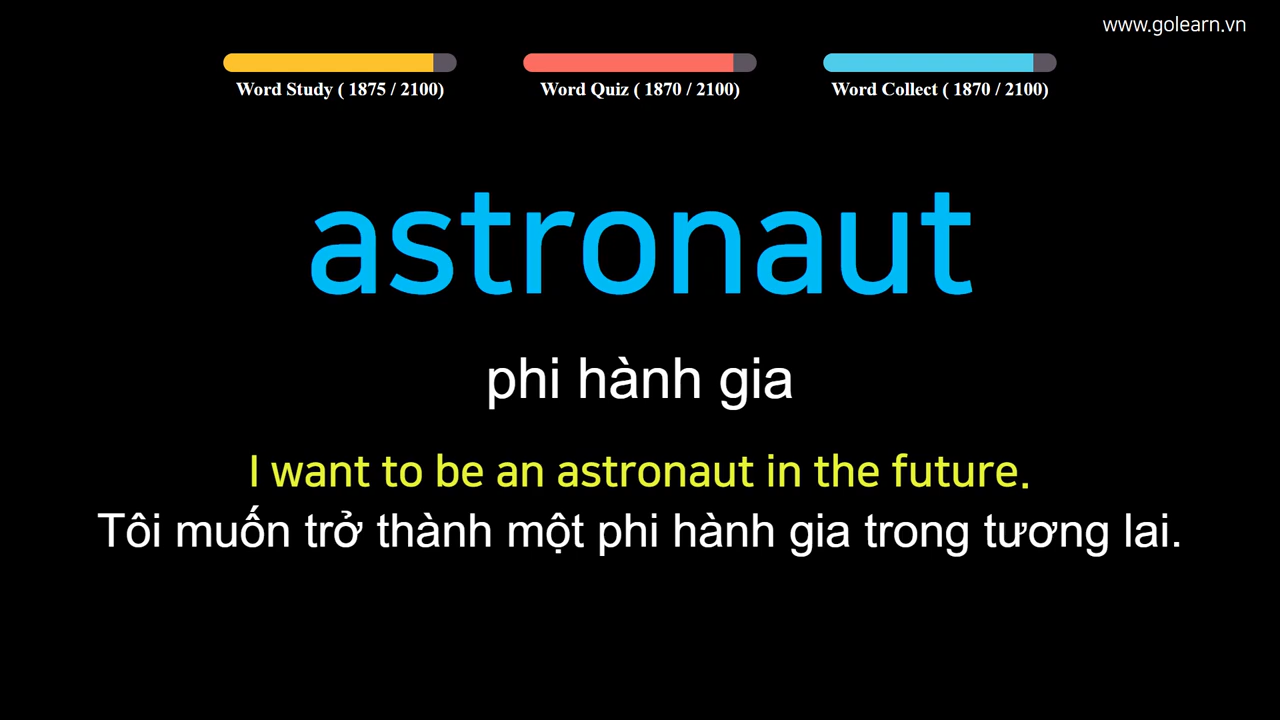 www.golearn.vn
Word Study ( 1875 / 2100)
Word Quiz ( 1870 / 2100)
Word Collect ( 1870 / 2100)
astronaut
phi hành gia
I want to be an astronaut in the future.
Tôi muốn trở thành một phi hành gia trong tương lai.